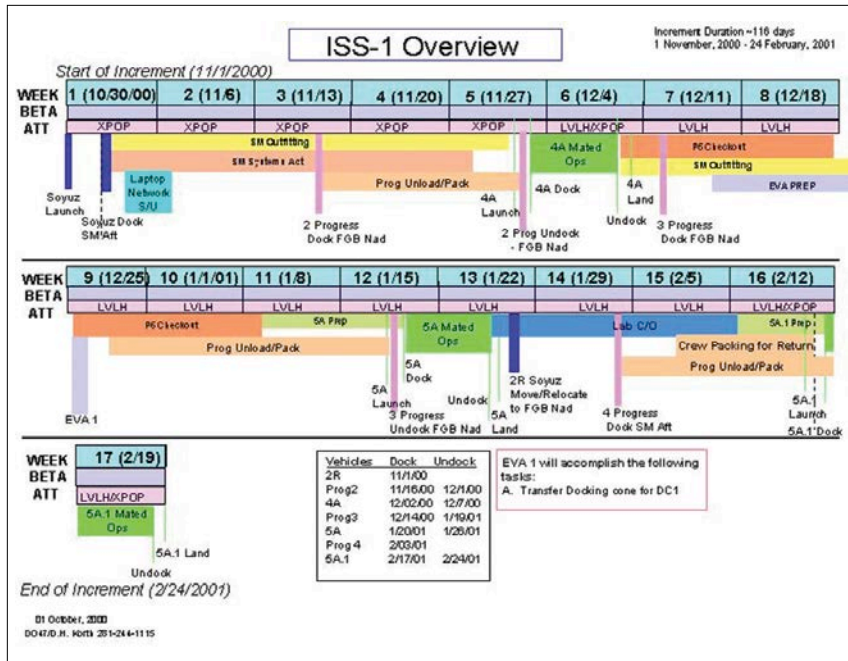 ISS-1 Overview
Increment Duration ~116 days
1 November, 2000 - 24 February, 2001
Start of Increment (11/1/2000)
WEEK 1 (10/30/00) 2 (11/6) 3 (11/13) 4 (11/20) 5 (11/27) 6 (12/4) 7 (12/11) 8 (12/18)
BETA
ATT XPOP XPOP XPOP XPOP XPOP LVLH/XPOP LVLH LVLH
SM Outfitting
4A Mated Ops
P6 Checkout
SM Systems Act
SM Outfitting
Laptop Network S/U
Prog Unload/Pack
EVA PREP
Soyuz Launch
Soyuz Dock SM Aft
2 Progress Dock FGB Nad
4A Launch
4A Dock
2 Prog Undock - FGB Nad
Undock
4A Land
3 Progress Dock FGB Nad
WEEK 9 (12/25) 10 (1/1/01) 11 (1/8) 12 (1/15) 13 (1/22) 14 (1/29) 15 (2/5) 16 (2/12)
BETA
ATT LVLH LVLH LVLH LVLH LVLH LVLH LVLH LVLH/XPOP
P6 Checkout
5A Prep
5A Mated Ops
Lab C/O
5A.1 Prep
Prog Unload/Pack
Crew Packing for Return
Prog Unload/Pack
EVA 1
5A Launch
5A Dock
3 Progress Undock FGB Nad
Undock
5A Land
2R Soyuz Move/Relocate to FGB Nad
4 Progress Dock SM Aft
5A.1 Launch
5A.1 Dock
WEEK 17 (2/19)
BETA
ATT LVLH/XPOP
5A.1 Mated Ops
5A.1 Land
Undock
End of Increment (2/24/2001)
Vehicles Dock Undock
2R 11/1/00
Prog2 11/16/00 12/1/00
4A 12/02/00 12/7/00
Prog3 12/14/00 1/19/01
5A 1/20/01 1/26/01
Prog 4 2/03/01
5A.1 2/17/01 2/24/01
EVA 1 will accomplish the following tasks:
A. Transfer Docking cone for DC1
01 October, 2000
DO47/D.H. North 281-244-1115